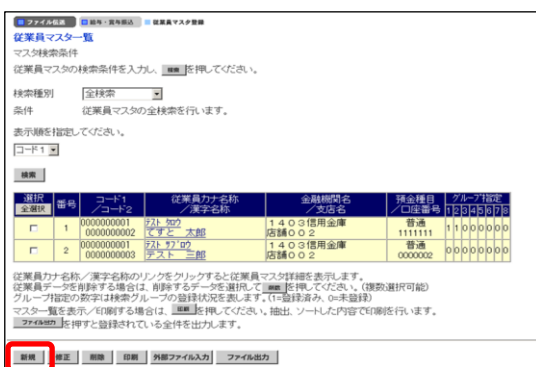 ファイル伝送 給与・賞与振込 従業員マスタ登録
従業員マスター覧
マスタ検索条件
従業員マスタの検索条件を入力し、 検索 を押してください。
検索種別 全検索
条件 従業員マスタの全検索を行います。
表示順を指定してください。
コード1
検索
選択 番号 コード1 従業員カナ名称 金融機関名 預金種目 グループ指定
全選択 /コード2 /漢字名称 /支店名 /口座番号 1 2 3 4 5 6 7 8
1 0000000001 テスト タロウ 1403信用金庫 普通 1 1 0 0 0 0 0 0
0000000002 てすと 太郎 店舗002 1111111
2 0000000001 テスト サブロウ 1403信用金庫 普通 0 0 0 0 0 0 0 0
0000000003 テスト 三郎 店舗002 0000002
従業員カナ名称/漢字名称のリンクをクリックすると従業員マスタ詳細を表示します。
従業員データを削除する場合は、削除するデータを選択して 削除 を押してください。(複数選択可能)
グループ指定の数字は検索グループの登録状況を表します。(1=登録済み、0=未登録)
マスター覧を表示/印刷する場合は、 印刷 を押してください。抽出、ソートした内容で印刷を行います。
ファイル出力 を押すと登録されている全件を出力します。
新規 修正 削除 印刷 外部ファイル入力 ファイル出力